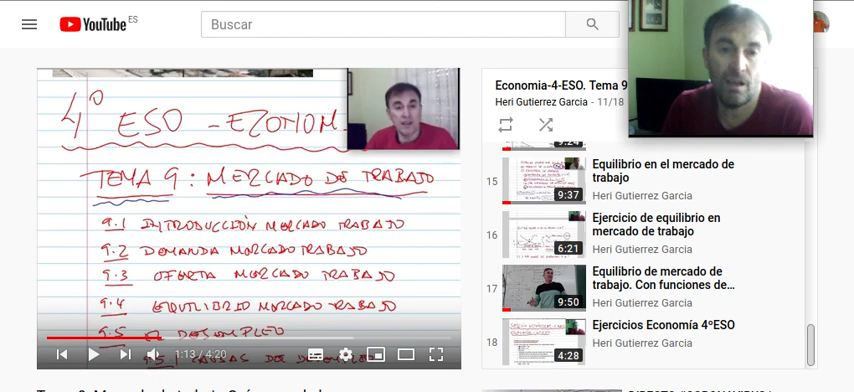 YouTube ES
Buscar
4º ESO - EZONOM
TEMA 9: MERCADO DE TRABAJO
9.1 INTRODUCCIÓN MERCADO TRABAJO
9.2 DEMANDA MERCADO TRABAJO
9.3 OFERTA MERCADO TRABAJO
9.4 EQUILIBRIO MERCADO TRABAJO
9.5 EL DESEMPLEO
1:13 / 4:20
Economia-4-ESO. Tema 9
Heri Gutierrez Garcia - 11/18
9:24
15
Equilibrio en el mercado de
trabajo
Heri Gutierrez Garcia
9:37
16
Ejercicio de equilibrio en
mercado de trabajo
Heri Gutierrez Garcia
6:21
17
Equilibrio de mercado de
trabajo. Con funciones de...
Heri Gutierrez Garcia
9:50
18
Ejercicios Economía 4ºESO
Heri Gutierrez Garcia
4:28